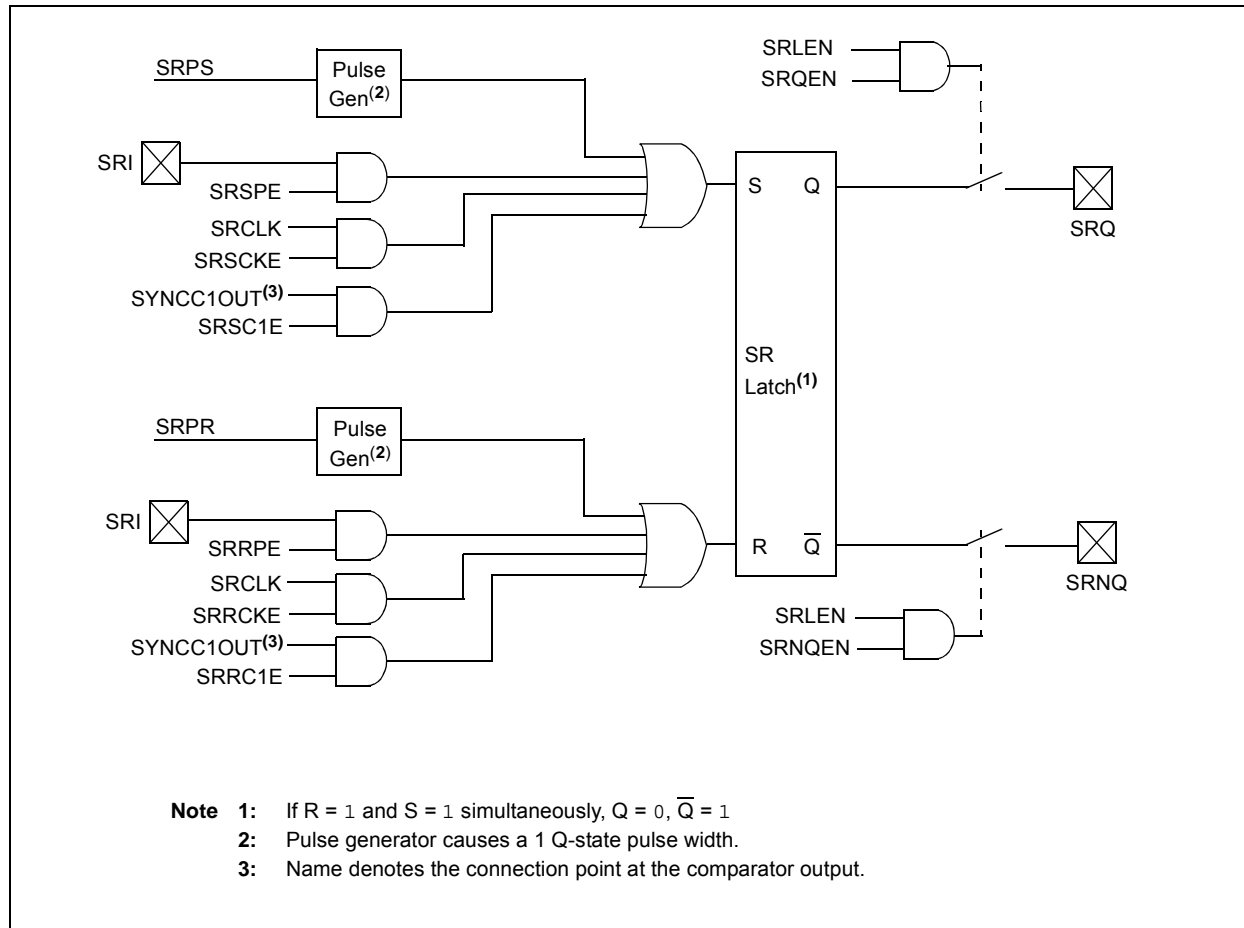 SRPS
Pulse
Gen(2)
SRI
SRSPE
SRCLK
SRSCKE
SYNCC1OUT(3)
SRSC1E
SRLEN
SRQEN
S Q
SRQ
SR
Latch(1)
SRPR
Pulse
Gen(2)
SRI
SRRPE
SRCLK
SRRCKE
SYNCC1OUT(3)
SRRC1E
R Q̅
SRNQ
SRLEN
SRNQEN
Note 1: If R = 1 and S = 1 simultaneously, Q = 0, Q̅ = 1
2: Pulse generator causes a 1 Q-state pulse width.
3: Name denotes the connection point at the comparator output.